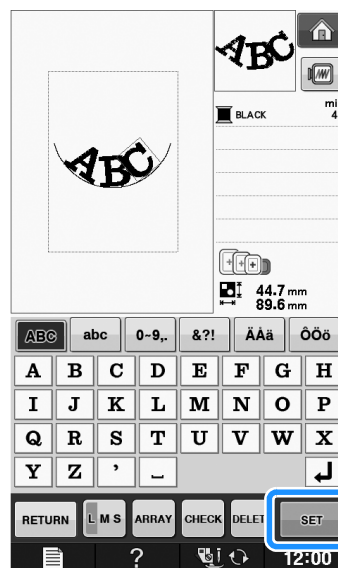 ABC
ABC
BLACK
mi
4
44.7 mm
89.6 mm
ABC abc 0~9,. &?! ÄÅä ÔÖö
A B C D E F G H
I J K L M N O P
Q R S T U V W X
Y Z ' _
RETURN L M S ARRAY CHECK DELET SET
? 12:00